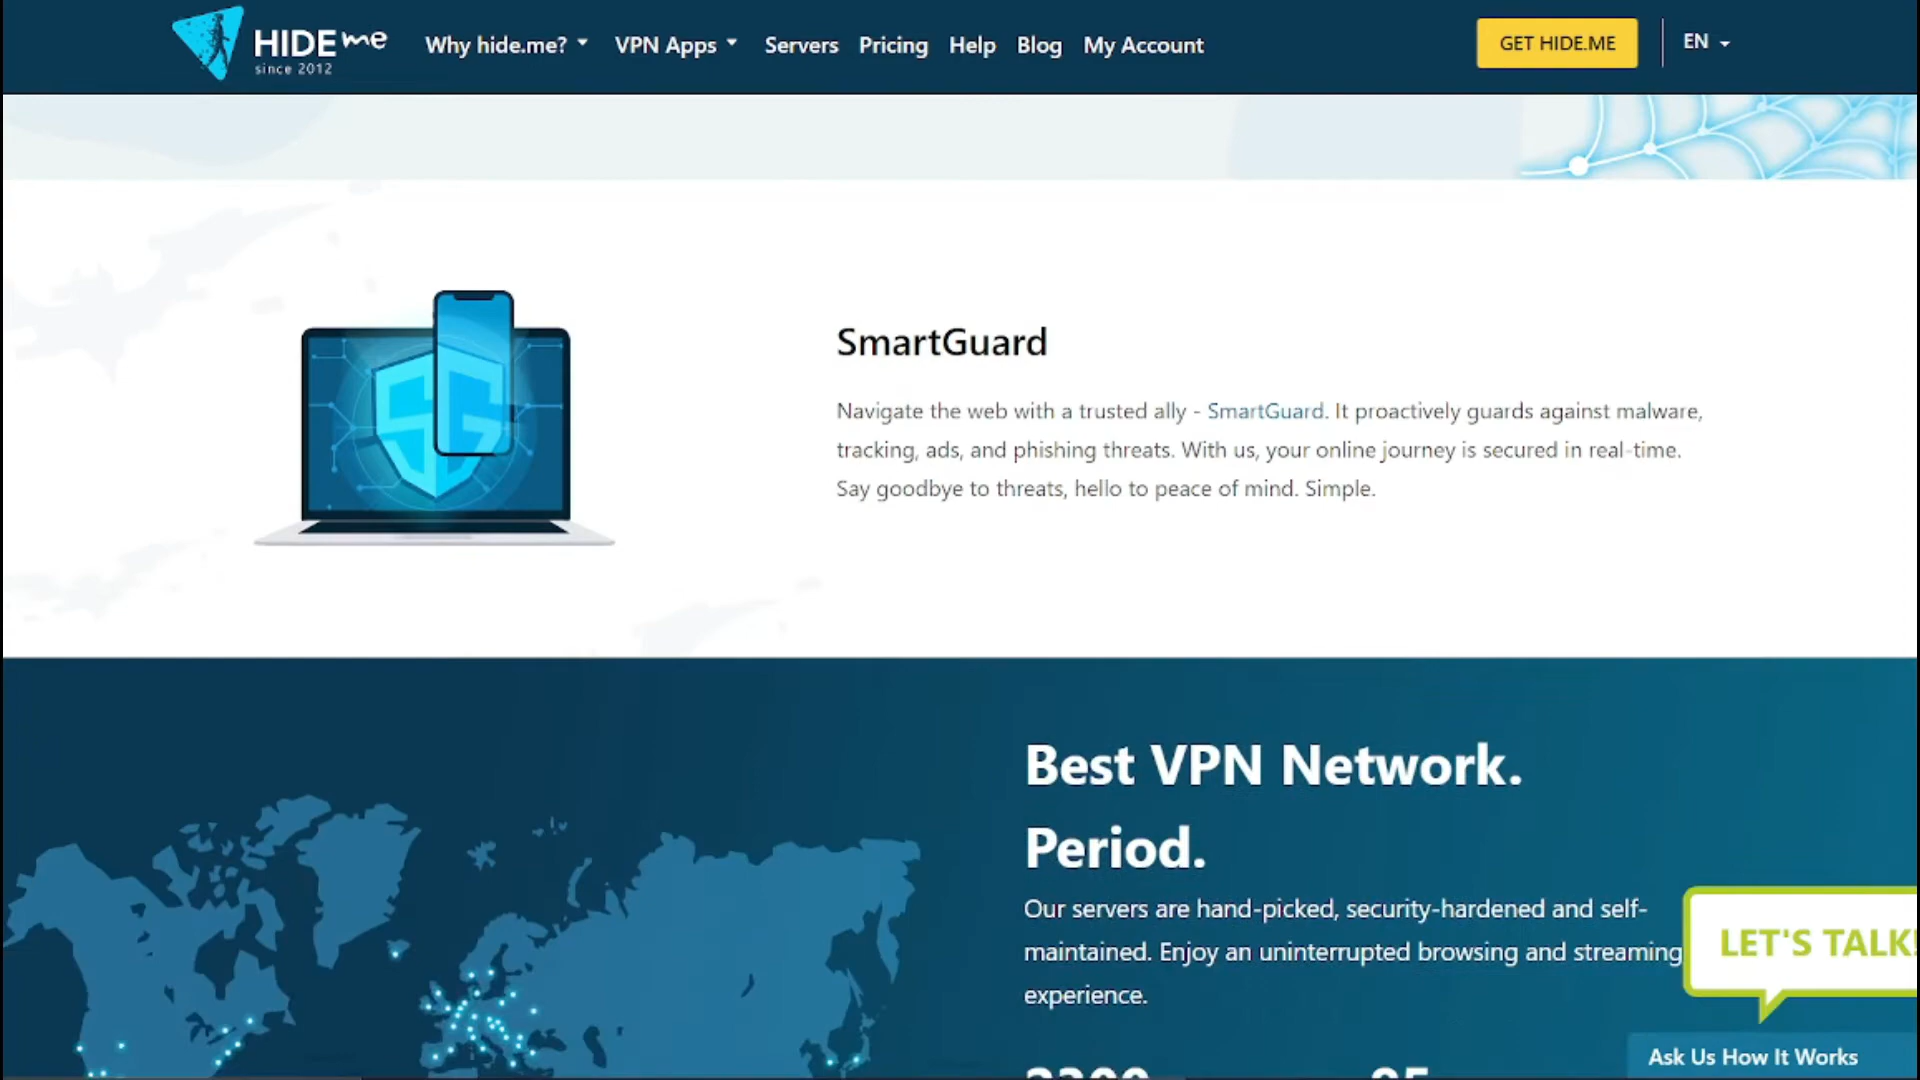 HIDE me
since 2012
Why hide.me?
VPN Apps
Servers
Pricing
Help
Blog
My Account
GET HIDE.ME
EN
SG
SmartGuard
Navigate the web with a trusted ally - SmartGuard. It proactively guards against malware,
tracking, ads, and phishing threats. With us, your online journey is secured in real-time.
Say goodbye to threats, hello to peace of mind. Simple.
Best VPN Network.
Period.
Our servers are hand-picked, security-hardened and self-
maintained. Enjoy an uninterrupted browsing and streaming
experience.
LET'S TALK!
Ask Us How It Works